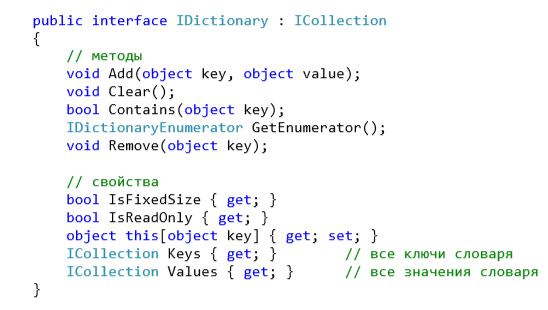 public interface IDictionary : ICollection
{
// методы
void Add(object key, object value);
void Clear();
bool Contains(object key);
IDictionaryEnumerator GetEnumerator();
void Remove(object key);
// свойства
bool IsFixedSize { get; }
bool IsReadOnly { get; }
object this[object key] { get; set; }
ICollection Keys { get; } // все ключи словаря
ICollection Values { get; } // все значения словаря
}